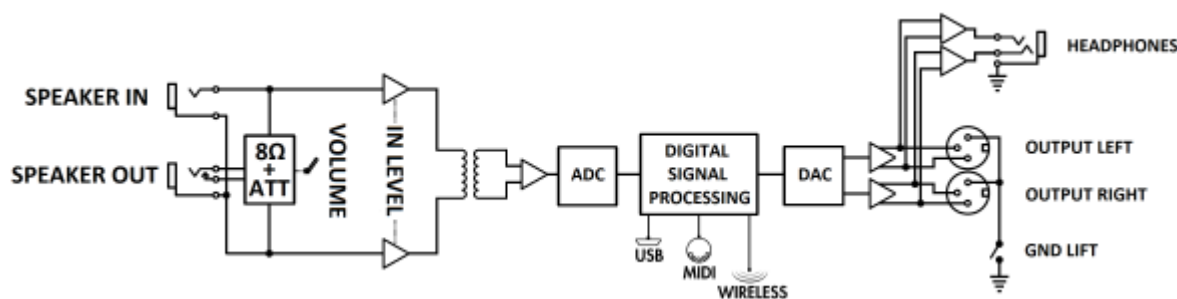 SPEAKER IN
SPEAKER OUT
8Ω
+
ATT
VOLUME
IN LEVEL
ADC
DIGITAL
SIGNAL
PROCESSING
USB
MIDI
WIRELESS
DAC
HEADPHONES
OUTPUT LEFT
OUTPUT RIGHT
GND LIFT